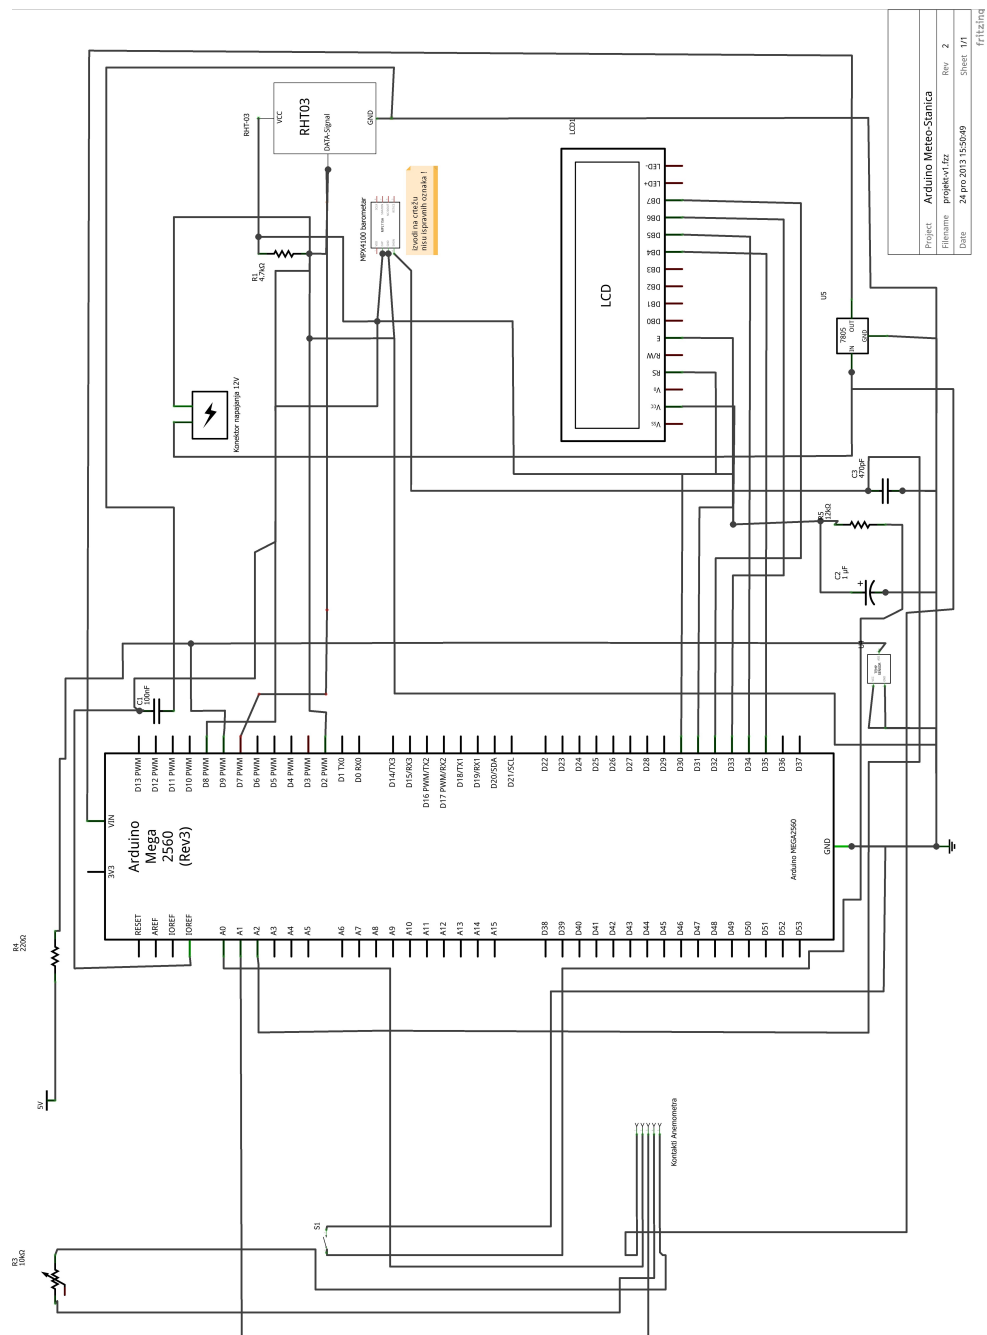 fritzing
Project
Arduino Meteo-Stanica
Filename
projekt-v1.fzz
Rev
2
Date
24 pro 2013 15:50:49
Sheet
1/1
RHT-03
VCC
RHT03
DATA-Signal
GND
R1
4.7kΩ
MPX4100 barometar
izvodi na crtežu
nisu ispravnih oznaka !
LCD1
LCD
LED-
LED+
DB7
DB6
DB5
DB4
DB3
DB2
DB1
DB0
E
R/W
RS
V₀
Vcc
Vss
U5
7805
IN
OUT
GND
Konektor napajanja 12V
C3
470pF
R5
12kΩ
C2
1 µF
+
C1
100nF
D13 PWM
D12 PWM
D11 PWM
D10 PWM
D8 PWM
D9 PWM
D7 PWM
D6 PWM
D5 PWM
D4 PWM
D3 PWM
D2 PWM
D1 TX0
D0 RX0
D14/TX3
D15/RX3
D16 PWM/TX2
D17 PWM/RX2
D18/TX1
D19/RX1
D20/SDA
D21/SCL
D22
D23
D24
D25
D26
D27
D28
D29
D30
D31
D32
D33
D34
D35
D36
D37
VIN
3V3
Arduino
Mega
2560
(Rev3)
Arduino MEGA2560
GND
RESET
AREF
IOREF
IOREF
A0
A1
A2
A3
A4
A5
A6
A7
A8
A9
A10
A11
A12
A13
A14
A15
D38
D39
D40
D41
D42
D43
D44
D45
D46
D47
D48
D49
D50
D51
D52
D53
R4
220Ω
5V
Kontakti Anemometra
S1
R3
10kΩ